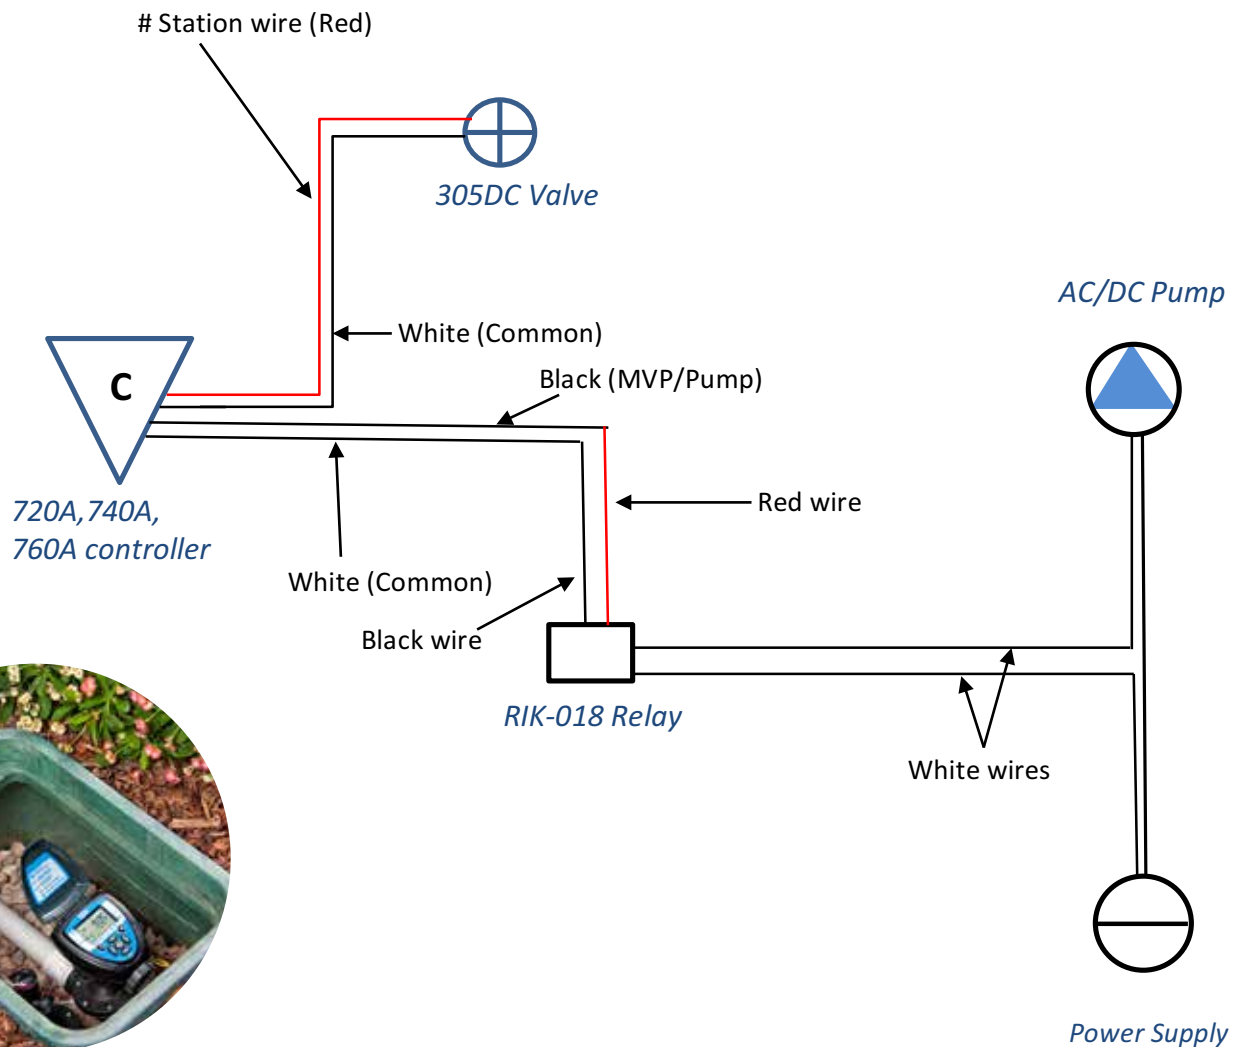 # Station wire (Red)
305DC Valve
AC/DC Pump
White (Common)
Black (MVP/Pump)
C
Red wire
720A,740A,
760A controller
White (Common)
Black wire
RIK-018 Relay
White wires
Power Supply